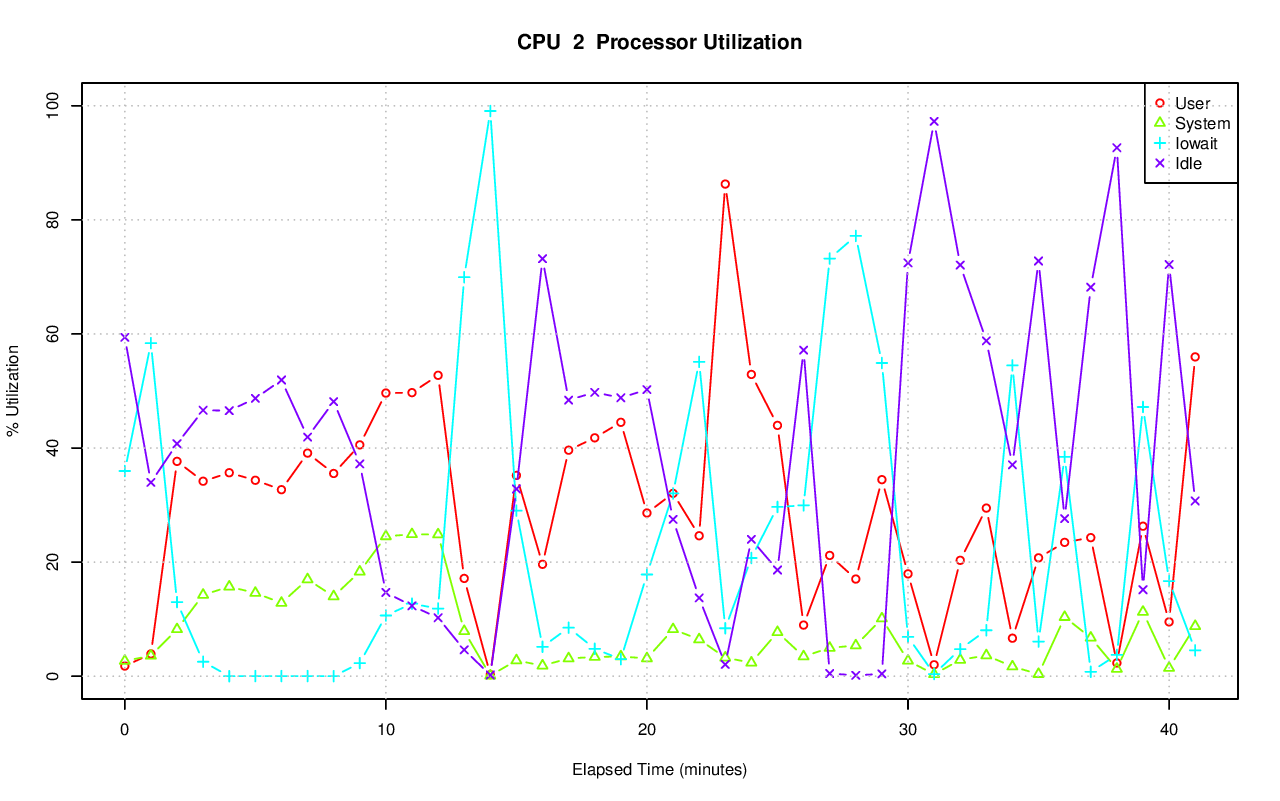 CPU  2  Processor Utilization
% Utilization
100
80
60
40
20
0
User
System
Iowait
Idle
0 10 20 30 40
Elapsed Time (minutes)